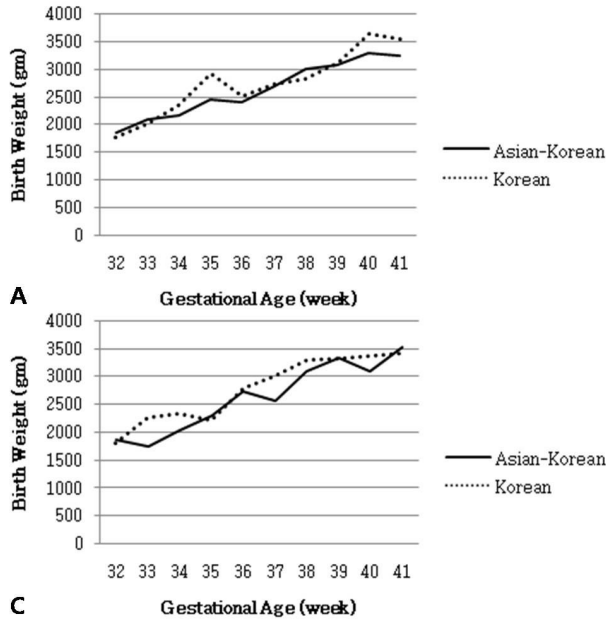 4000
3500
3000
2500
2000
1500
1000
500
0
Birth Weight (gm)
32 33 34 35 36 37 38 39 40 41
Gestational Age (week)
Asian-Korean
Korean
A
4000
3500
3000
2500
2000
1500
1000
500
0
Birth Weight (gm)
32 33 34 35 36 37 38 39 40 41
Gestational Age (week)
Asian-Korean
Korean
C